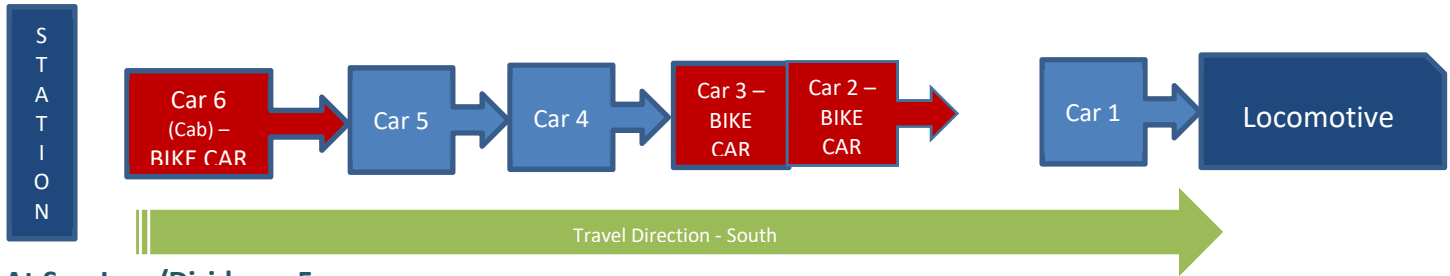 S
T
A
T
I
O
N
Car 6
(Cab) –
BIKE CAR
Car 5
Car 4
Car 3 –
BIKE
CAR
Car 2 –
BIKE
CAR
Car 1
Locomotive
Travel Direction - South